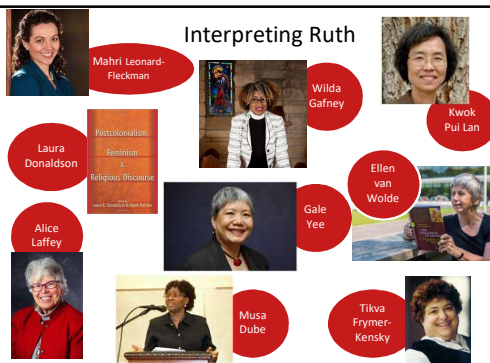 Interpreting Ruth
Mahri Leonard-
Fleckman
Wilda
Gafney
Kwok
Pui Lan
Laura
Donaldson
Postcolonialism,
Feminism
&
Religious Discourse
Ellen
van
Wolde
Alice
Laffey
Gale
Yee
Musa
Dube
Tikva
Frymer-
Kensky